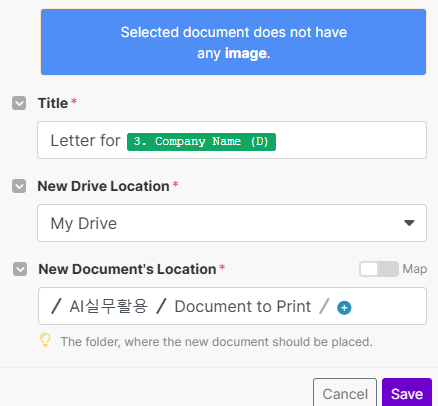 Selected document does not have
any image.
Title *
Letter for 3. Company Name (D)
New Drive Location *
My Drive
New Document's Location * Map
/ AI실무활용 / Document to Print /
The folder, where the new document should be placed.
Cancel Save